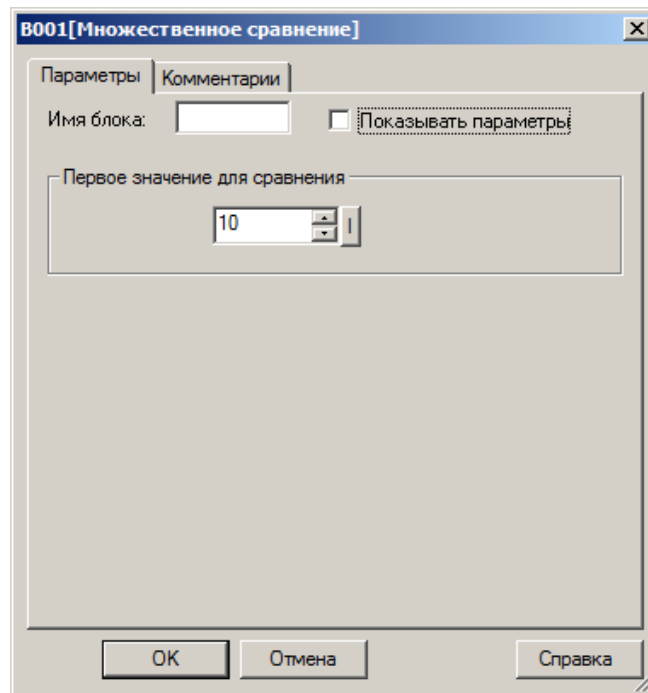 B001[Множественное сравнение]
Параметры Комментарии
Имя блока: Показывать параметры
Первое значение для сравнения
10 I
OK Отмена Справка